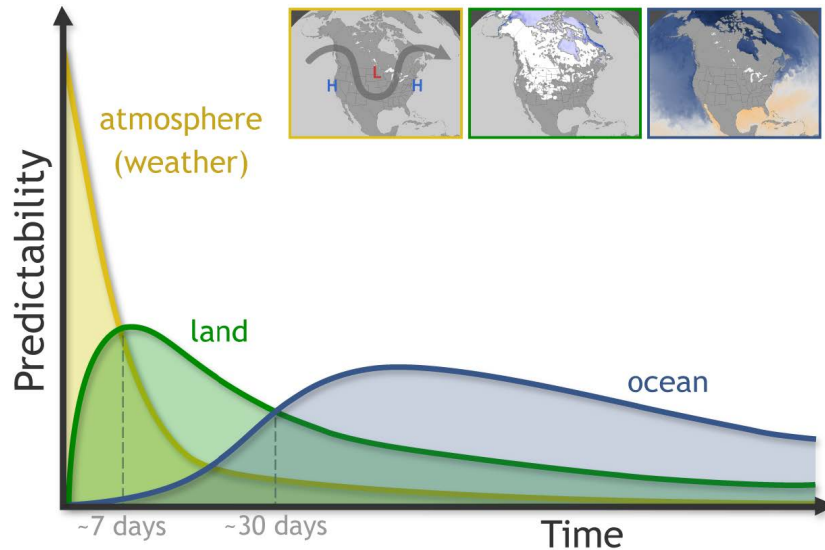 H
L
H
atmosphere
(weather)
land
ocean
Predictability
~7 days
~30 days
Time